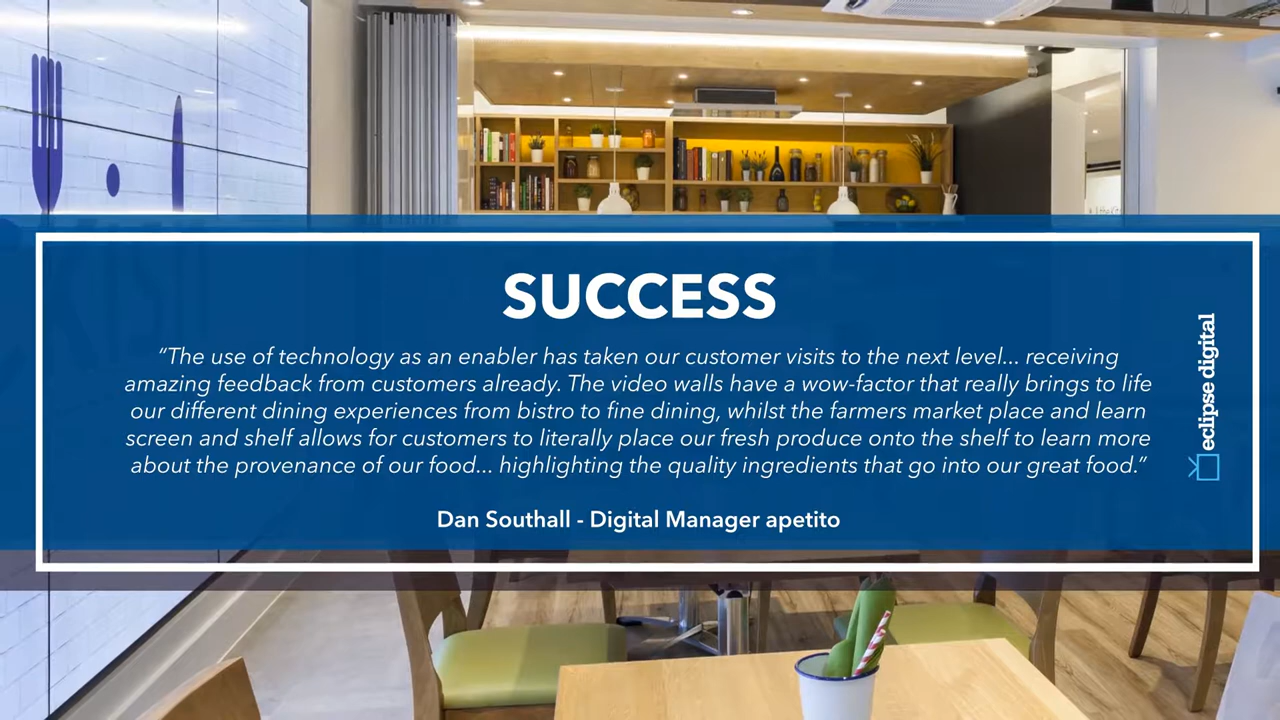 SUCCESS
“The use of technology as an enabler has taken our customer visits to the next level... receiving
amazing feedback from customers already. The video walls have a wow-factor that really brings to life
our different dining experiences from bistro to fine dining, whilst the farmers market place and learn
screen and shelf allows for customers to literally place our fresh produce onto the shelf to learn more
about the provenance of our food... highlighting the quality ingredients that go into our great food.”
Dan Southall - Digital Manager apetito
eclipse digital